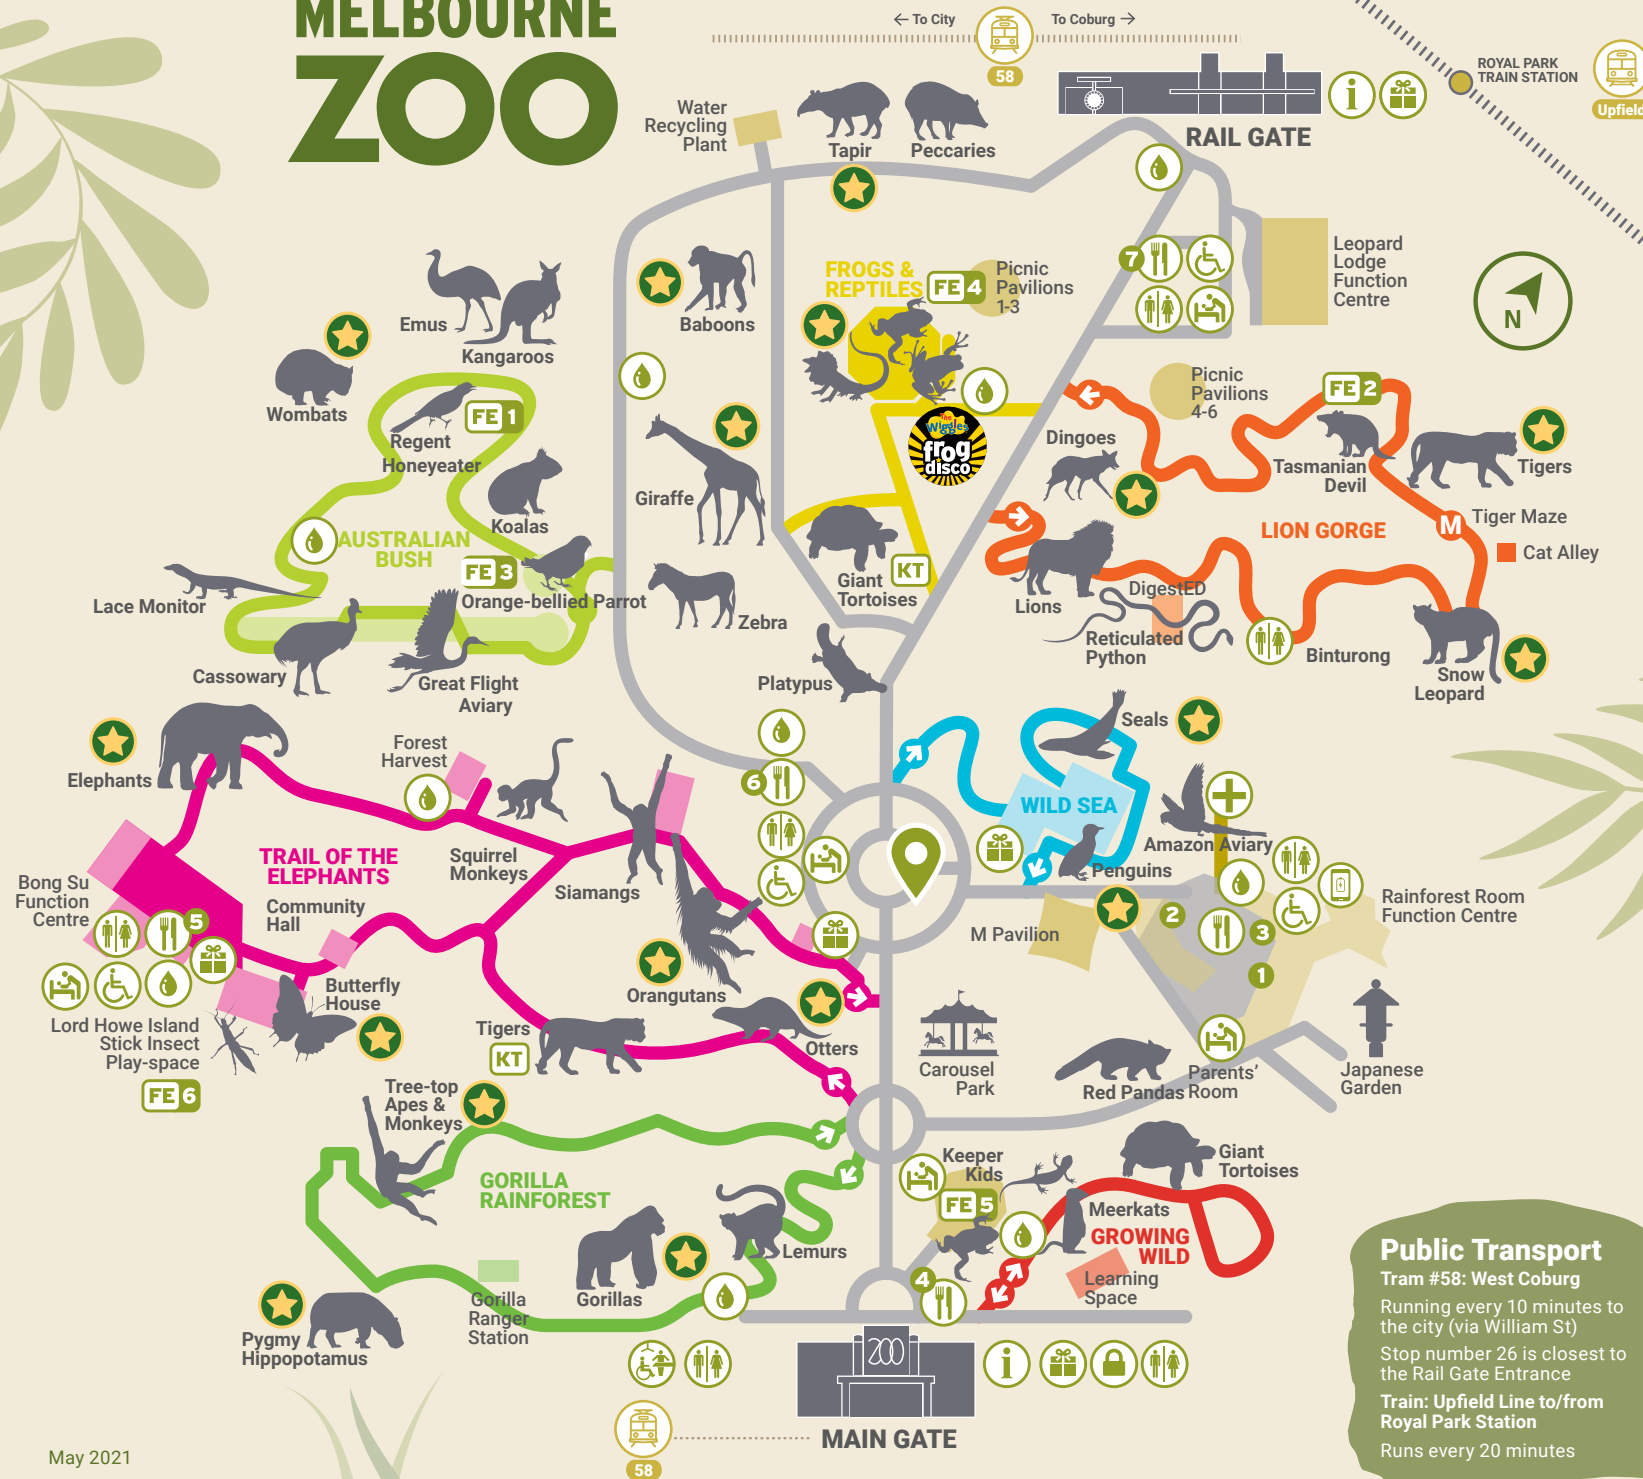 MELBOURNE
ZOO
To City
To Coburg
58
ROYAL PARK
TRAIN STATION
Upfield
RAIL GATE
Water
Recycling
Plant
Tapir
Peccaries
Leopard
Lodge
Function
Centre
7
N
Emus
Kangaroos
Wombats
Baboons
FROGS &
REPTILES
FE 4
Picnic
Pavilions
1-3
Picnic
Pavilions
4-6
FE 2
Regent
Honeyeater
FE 1
Koalas
Giraffe
The
Wiggles
frog
disco
Dingoes
Tasmanian
Devil
Tigers
M
Tiger Maze
Cat Alley
LION GORGE
AUSTRALIAN
BUSH
FE 3
Orange-bellied Parrot
Lace Monitor
Cassowary
Great Flight
Aviary
Zebra
Giant
Tortoises
KT
Platypus
Lions
DigestED
Reticulated
Python
Binturong
Snow
Leopard
Elephants
Forest
Harvest
Squirrel
Monkeys
Siamangs
6
Seals
WILD SEA
Amazon Aviary
Penguins
TRAIL OF THE
ELEPHANTS
Bong Su
Function
Centre
5
Community
Hall
Butterfly
House
Lord Howe Island
Stick Insect
Play-space
FE 6
Orangutans
Tigers
KT
Otters
M Pavilion
2
3
1
Rainforest Room
Function Centre
Carousel
Park
Red Pandas
Parents'
Room
Japanese
Garden
Tree-top
Apes &
Monkeys
GORILLA
RAINFOREST
Lemurs
Gorillas
Gorilla
Ranger
Station
Pygmy
Hippopotamus
Keeper
Kids
FE 5
Giant
Tortoises
Meerkats
GROWING
WILD
Learning
Space
4
ZOO
MAIN GATE
58
Public Transport
Tram #58: West Coburg
Running every 10 minutes to
the city (via William St)
Stop number 26 is closest to
the Rail Gate Entrance
Train: Upfield Line to/from
Royal Park Station
Runs every 20 minutes
May 2021